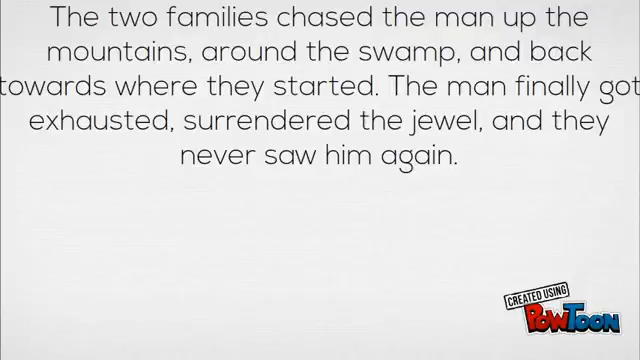 The two families chased the man up the
mountains, around the swamp, and back
towards where they started. The man finally got
exhausted, surrendered the jewel, and they
never saw him again.
CREATED USING
POWTOON